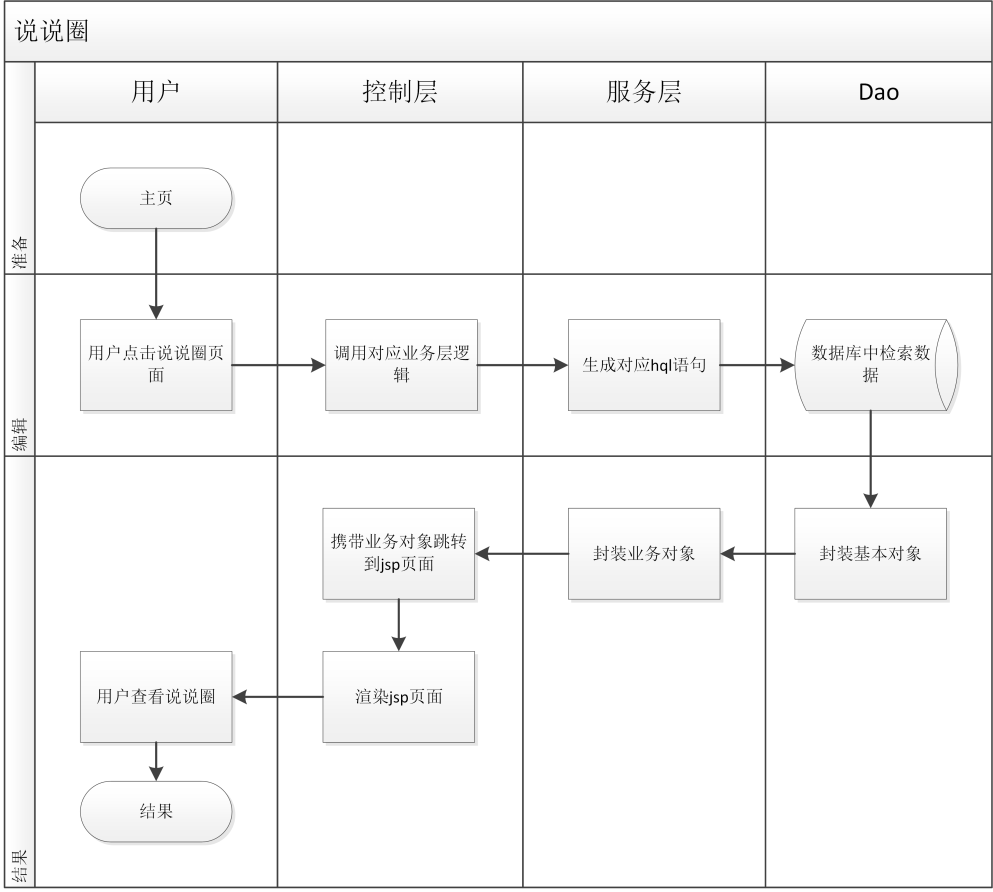 说说圈
用户
控制层
服务层
Dao
准备
主页
编辑
用户点击说说圈页
面
调用对应业务层逻
辑
生成对应hql语句
数据库中检索数
据
结果
携带业务对象跳转
到jsp页面
封装业务对象
封装基本对象
用户查看说说圈
渲染jsp页面
结果